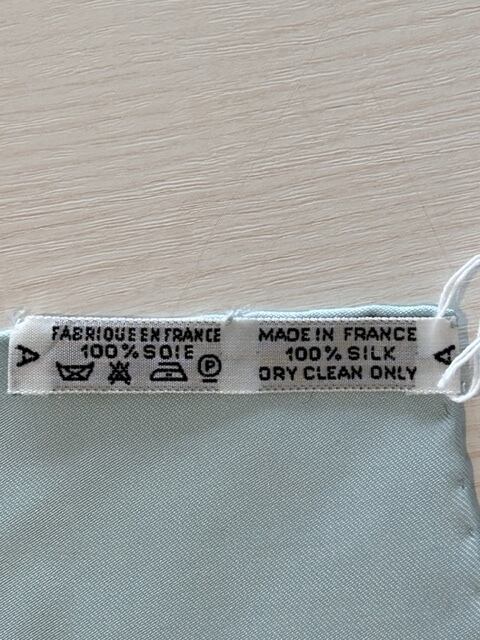 A
FABRIQUE EN FRANCE
100% SOIE
P
MADE IN FRANCE
100% SILK
DRY CLEAN ONLY
A